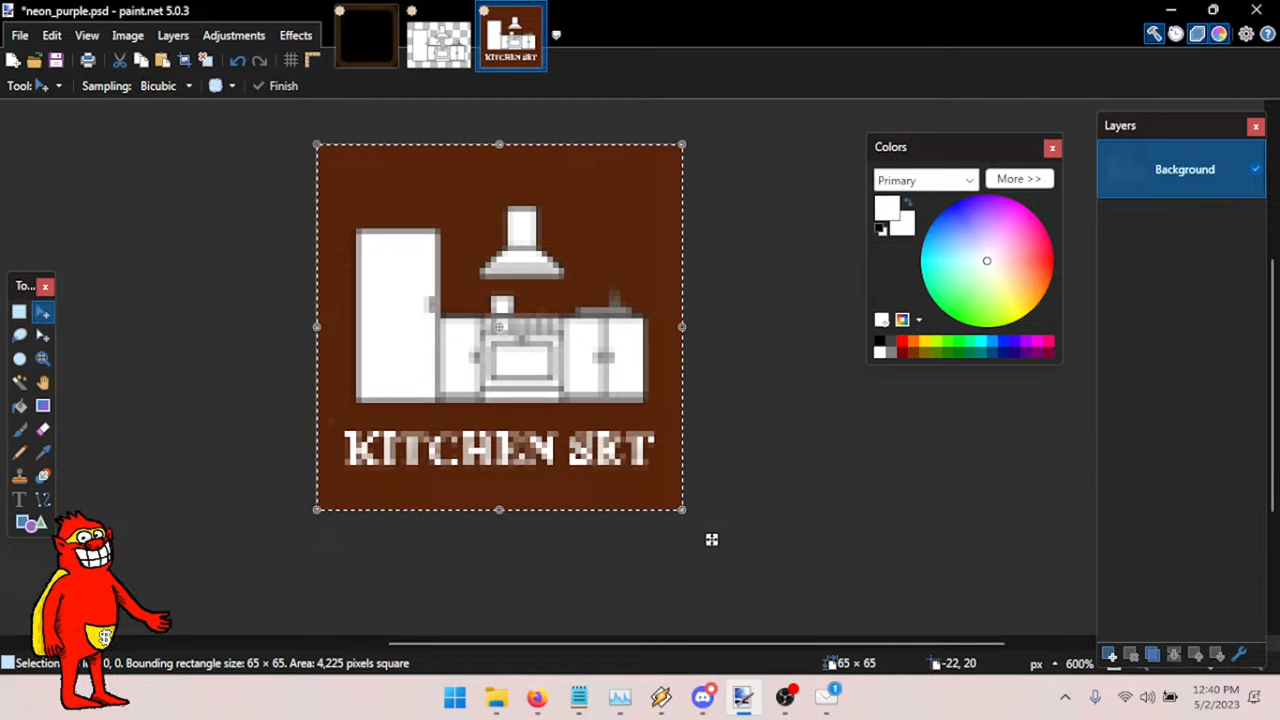 *neon_purple.psd - paint.net 5.0.3
File Edit View Image Layers Adjustments Effects
KITCHEN SET
Tool: Sampling: Bicubic Finish
Layers
Background
Colors
Primary More >>
To...
KITCHEN SET
$
Selection 0, 0. Bounding rectangle size: 65 × 65. Area: 4,225 pixels square
65 × 65
-22, 20
px
600%
1
12:40 PM
5/2/2023